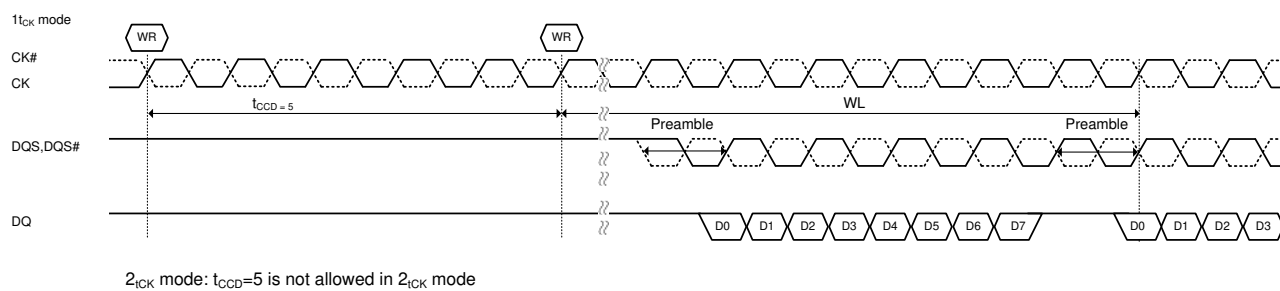 1tCK mode
WR WR
CK#
CK
tCCD = 5 WL
Preamble Preamble
DQS,DQS#
DQ D0 D1 D2 D3 D4 D5 D6 D7 D0 D1 D2 D3
2tCK mode: tCCD=5 is not allowed in 2tCK mode